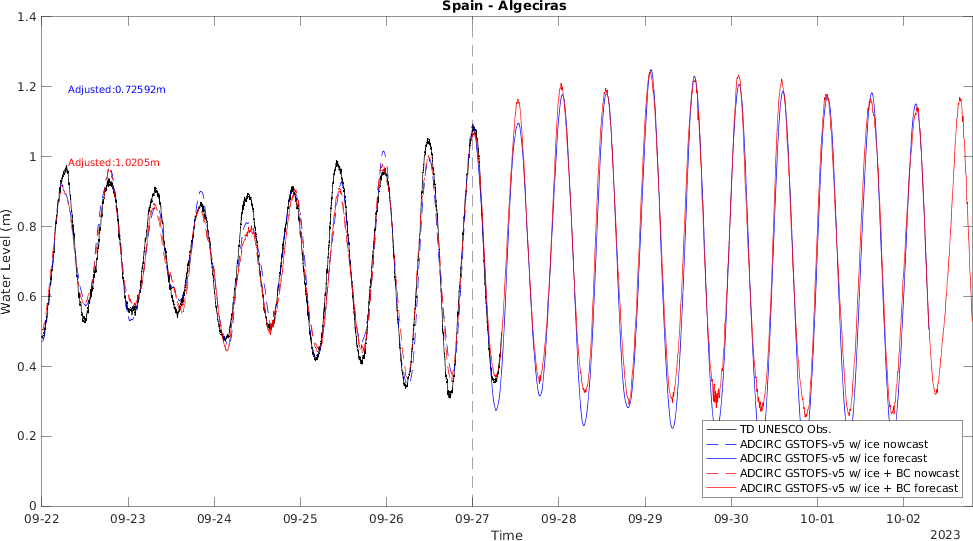 Spain - Algeciras
1.4
1.2
1
0.8
0.6
0.4
0.2
0
Water Level (m)
Adjusted:0.72592m
Adjusted:1.0205m
TD UNESCO Obs.
ADCIRC GSTOFS-v5 w/ ice nowcast
ADCIRC GSTOFS-v5 w/ ice forecast
ADCIRC GSTOFS-v5 w/ ice + BC nowcast
ADCIRC GSTOFS-v5 w/ ice + BC forecast
09-22 09-23 09-24 09-25 09-26 09-27 09-28 09-29 09-30 10-01 10-02
Time
2023